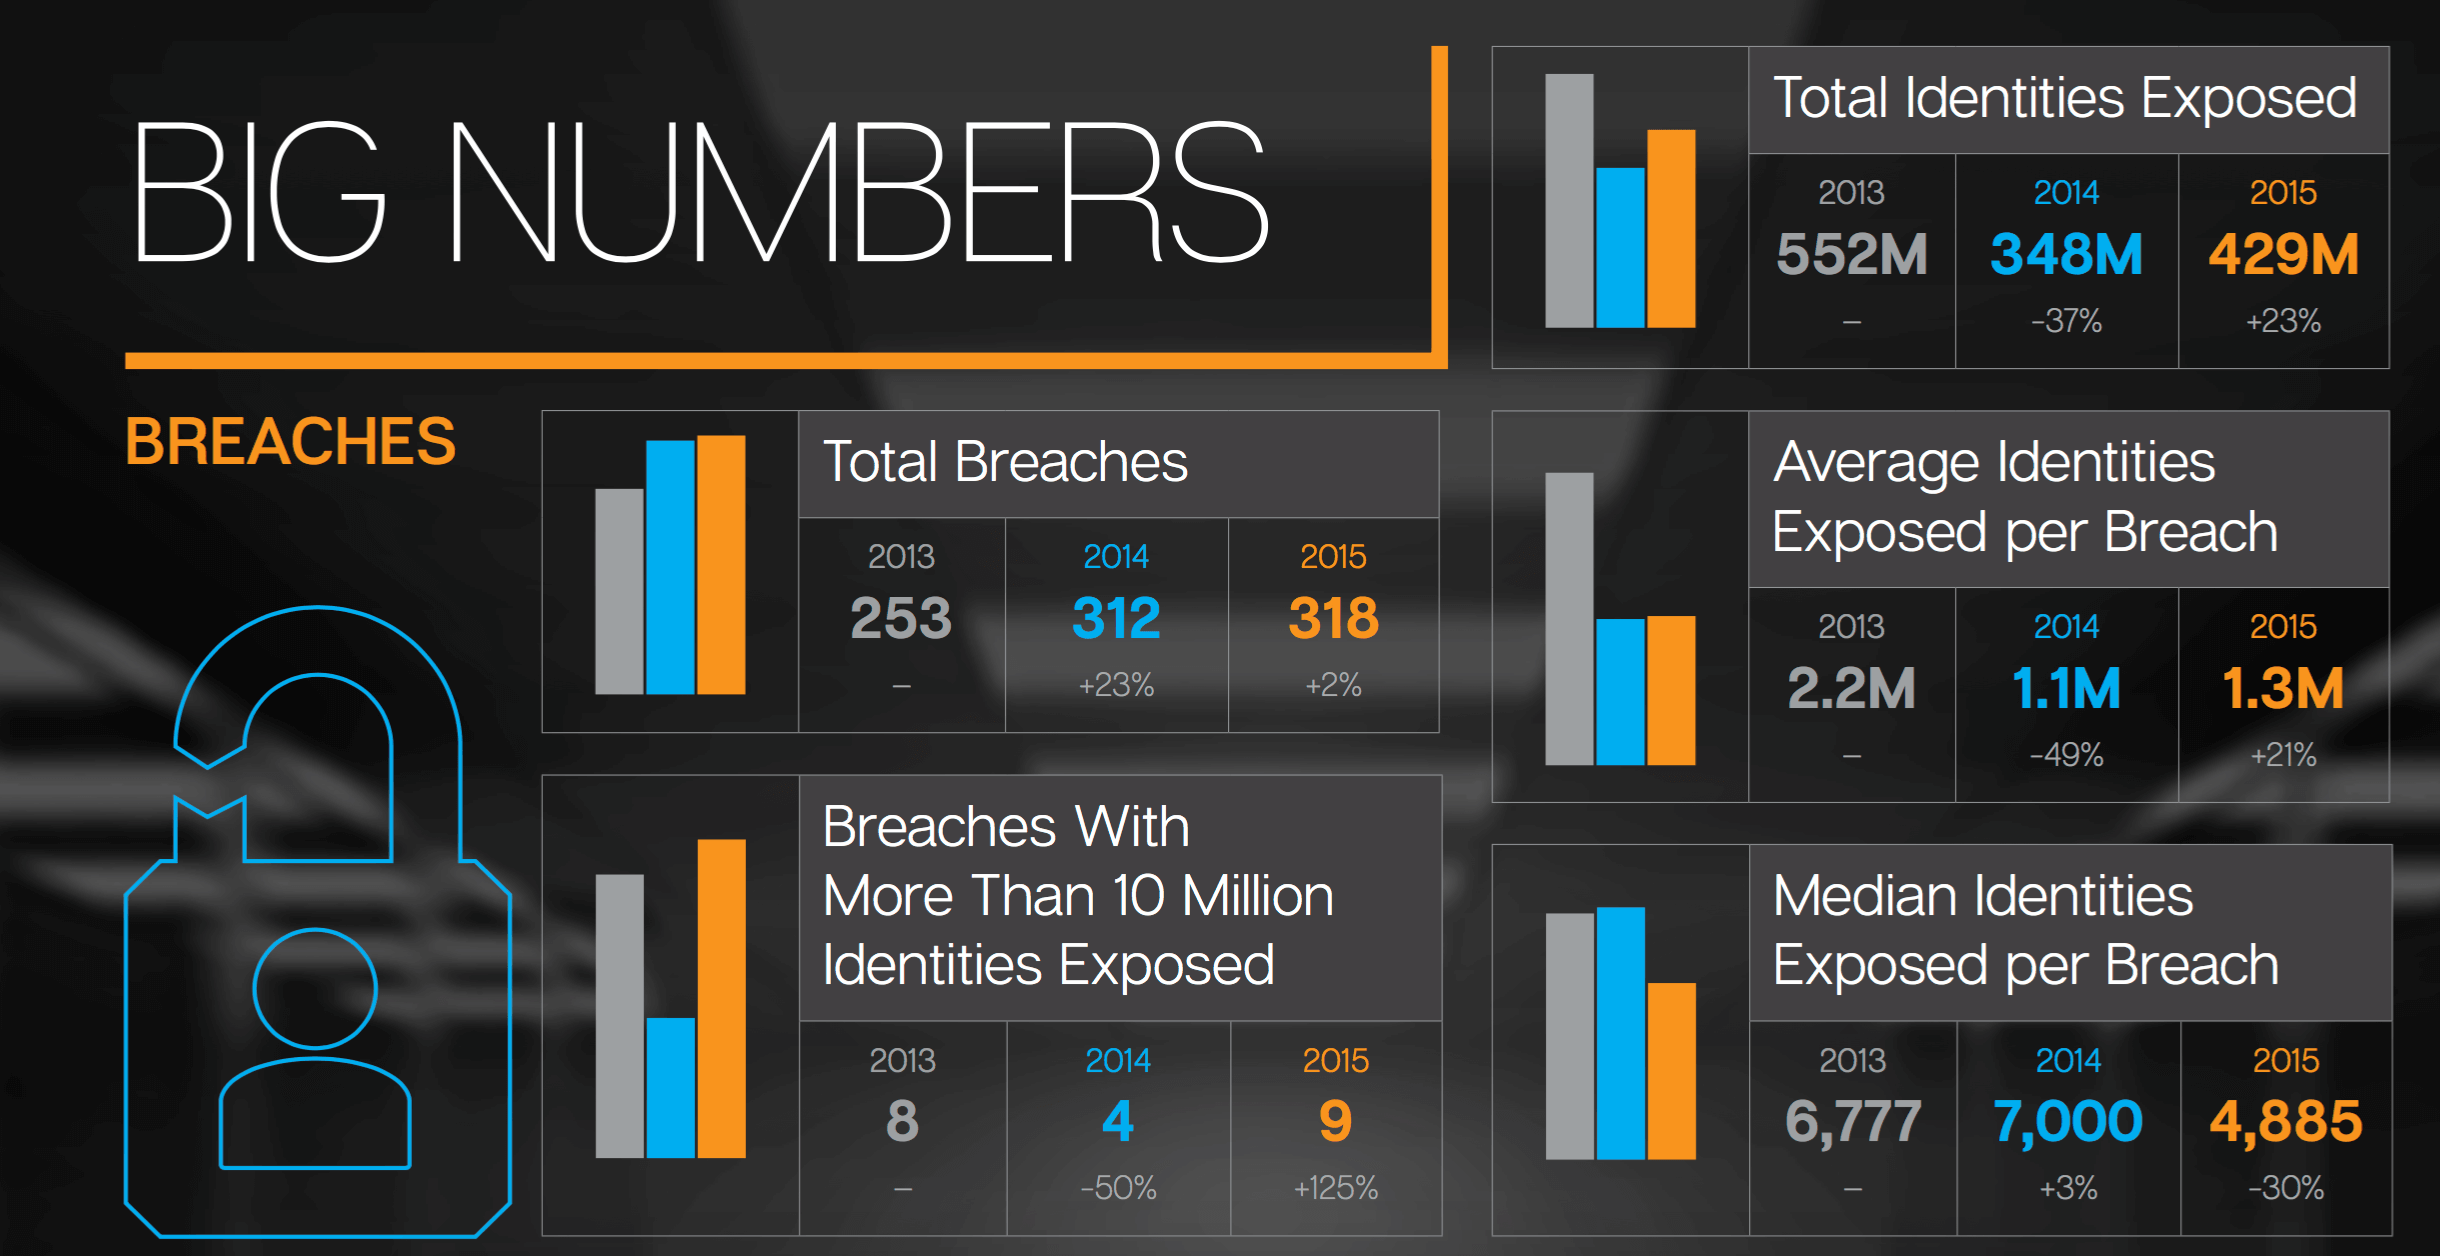 BIG NUMBERS
BREACHES
Total Breaches
2013 2014 2015
253 312 318
– +23% +2%
Breaches With
More Than 10 Million
Identities Exposed
2013 2014 2015
8 4 9
– -50% +125%
Total Identities Exposed
2013 2014 2015
552M 348M 429M
– -37% +23%
Average Identities
Exposed per Breach
2013 2014 2015
2.2M 1.1M 1.3M
– -49% +21%
Median Identities
Exposed per Breach
2013 2014 2015
6,777 7,000 4,885
– +3% -30%